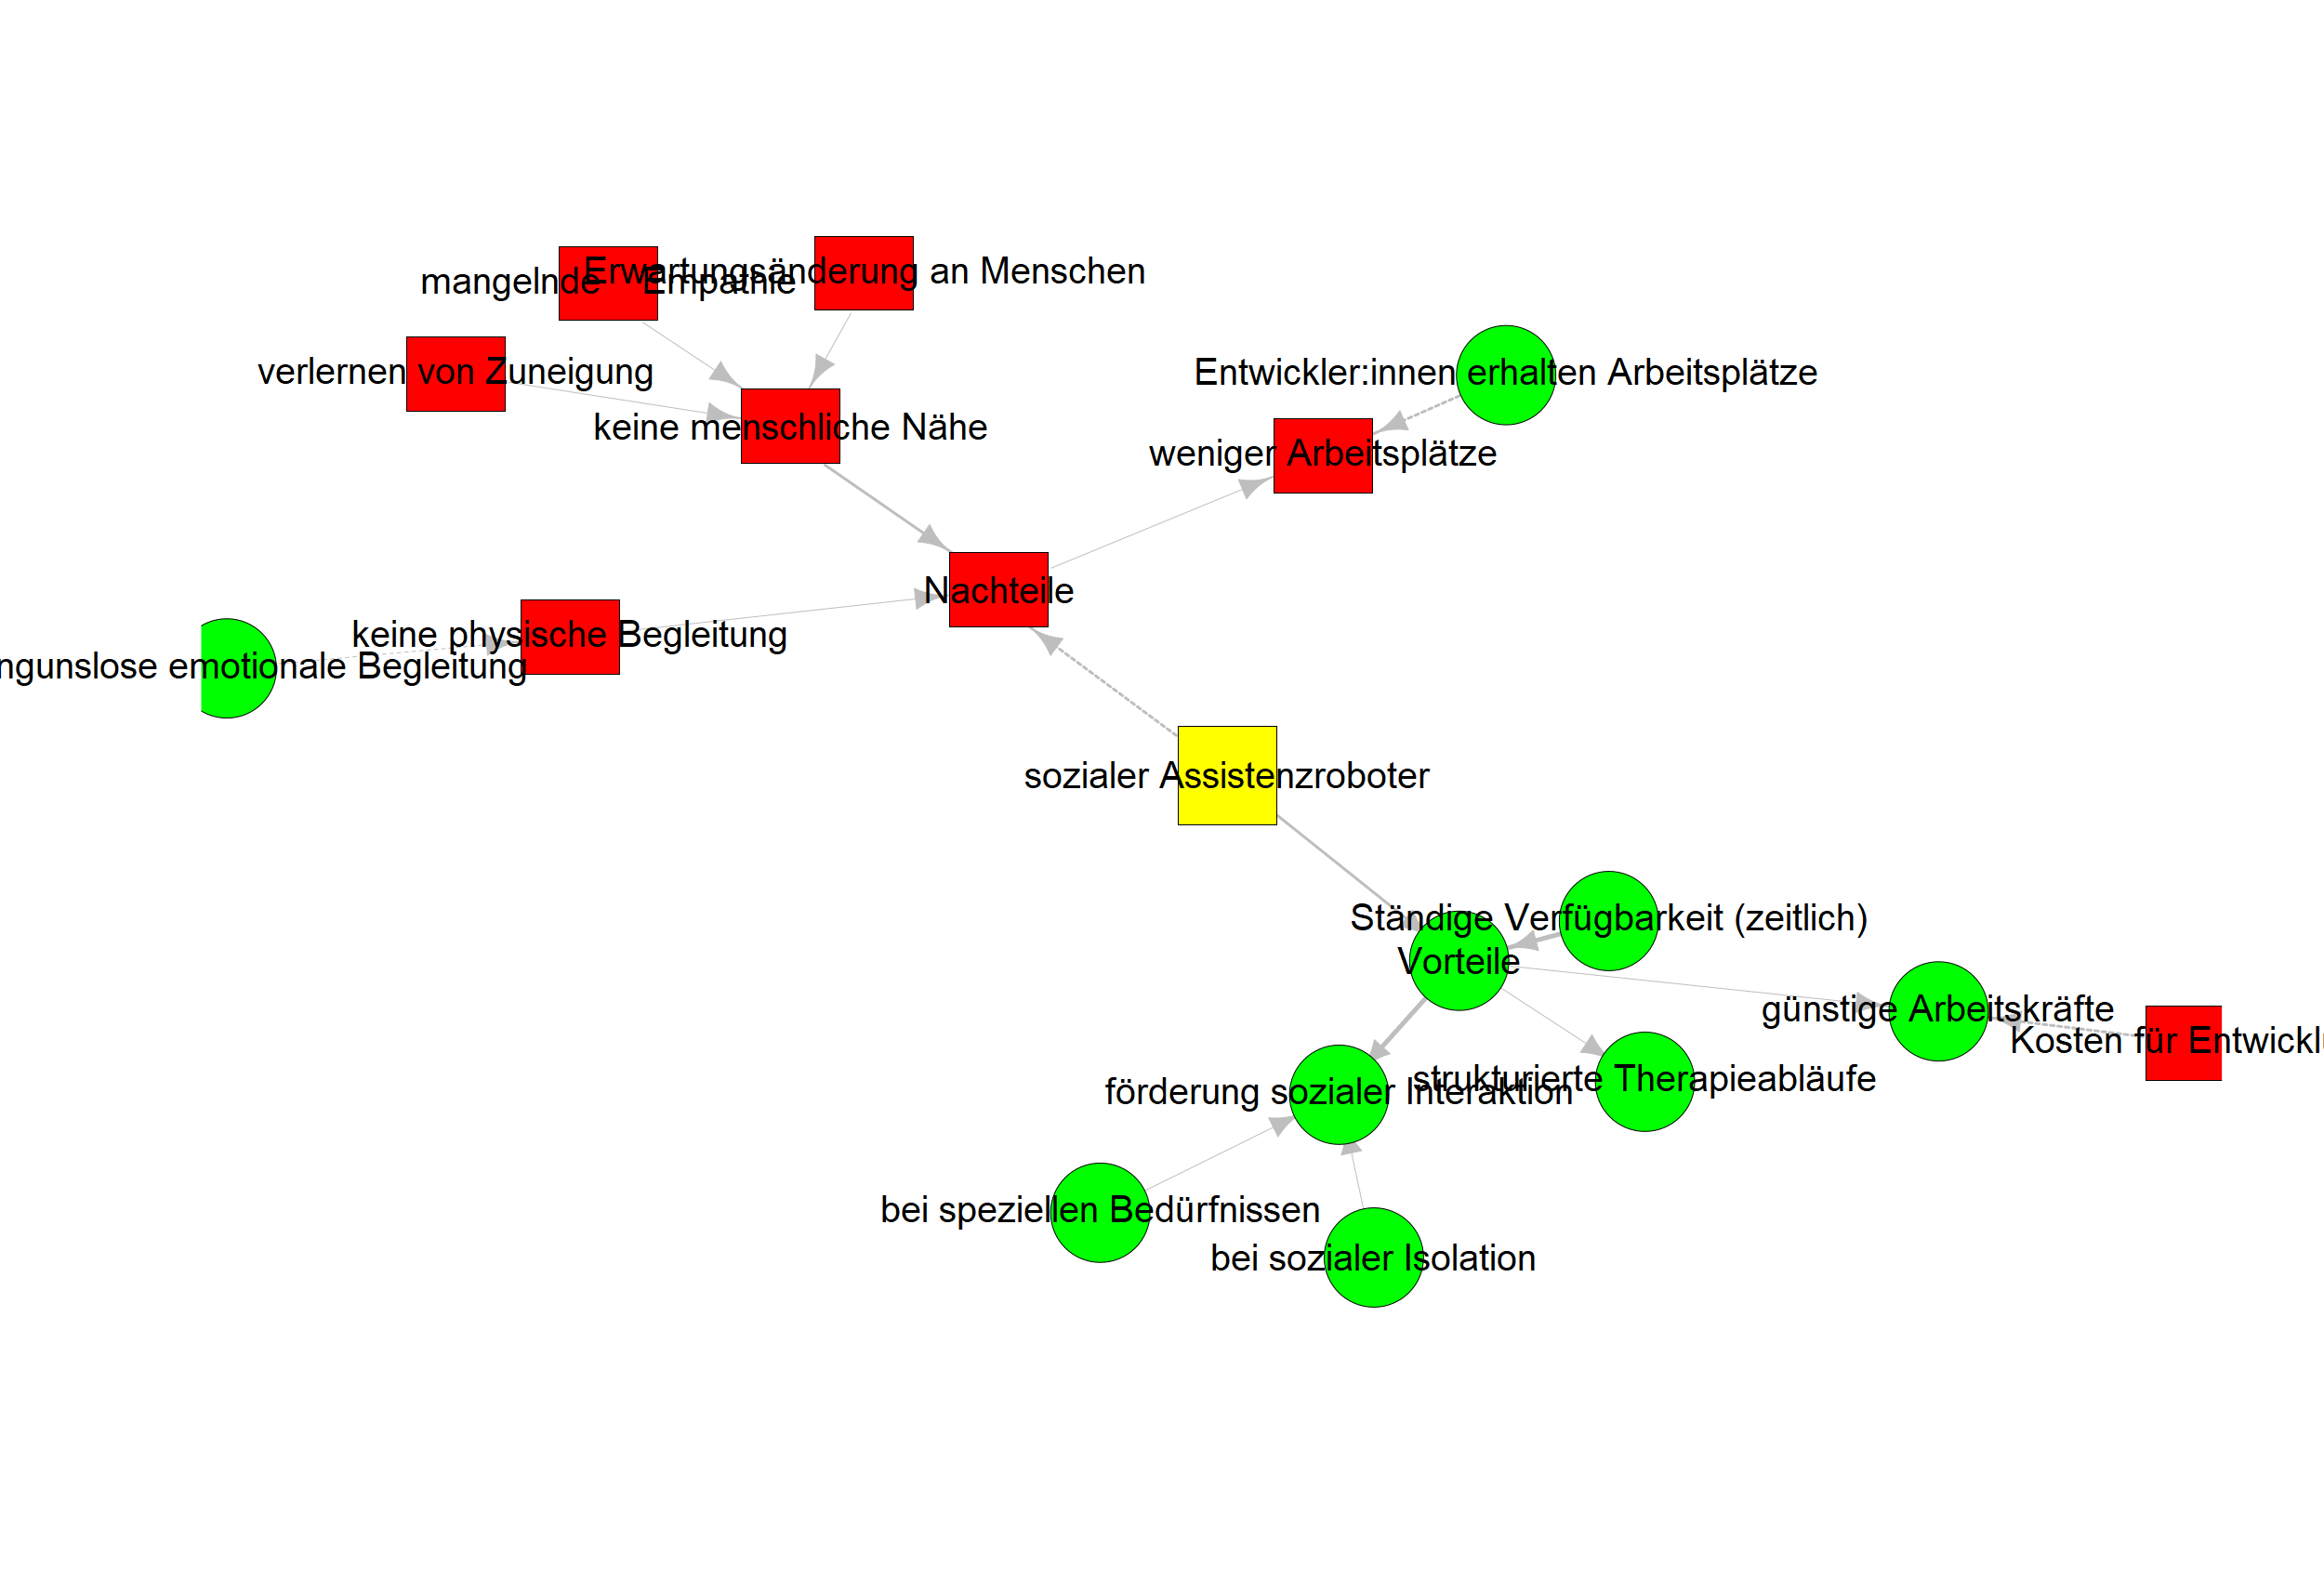 Erwartungsänderung an Menschen
mangelnde Empathie
verlernen von Zuneigung
Entwickler:innen erhalten Arbeitsplätze
keine menschliche Nähe
weniger Arbeitsplätze
Nachteile
keine physische Begleitung
ngunslose emotionale Begleitung
sozialer Assistenzroboter
Ständige Verfügbarkeit (zeitlich)
Vorteile
günstige Arbeitskräfte
Kosten für Entwickl
strukturierte Therapieabläufe
förderung sozialer Interaktion
bei speziellen Bedürfnissen
bei sozialer Isolation